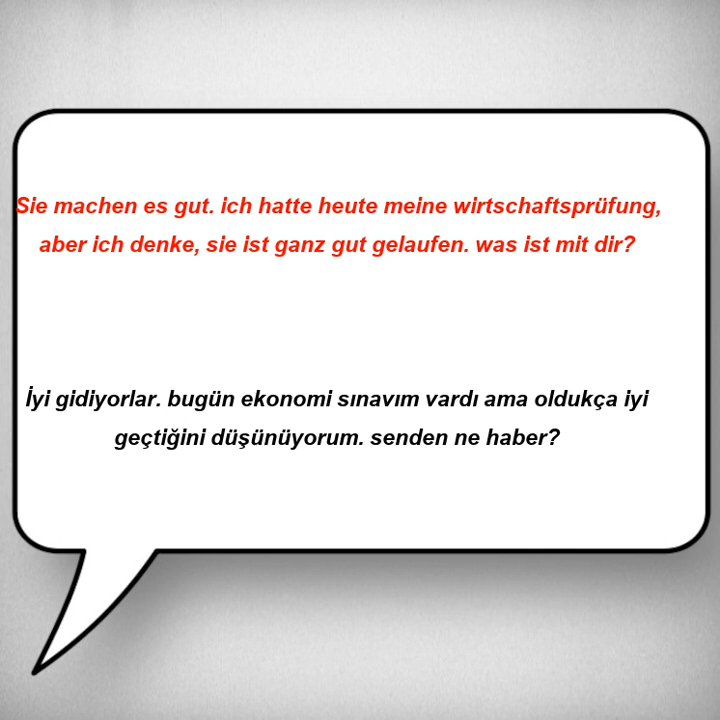 Sie machen es gut. ich hatte heute meine wirtschaftsprüfung,
aber ich denke, sie ist ganz gut gelaufen. was ist mit dir?
İyi gidiyorlar. bugün ekonomi sınavım vardı ama oldukça iyi
geçtiğini düşünüyorum. senden ne haber?